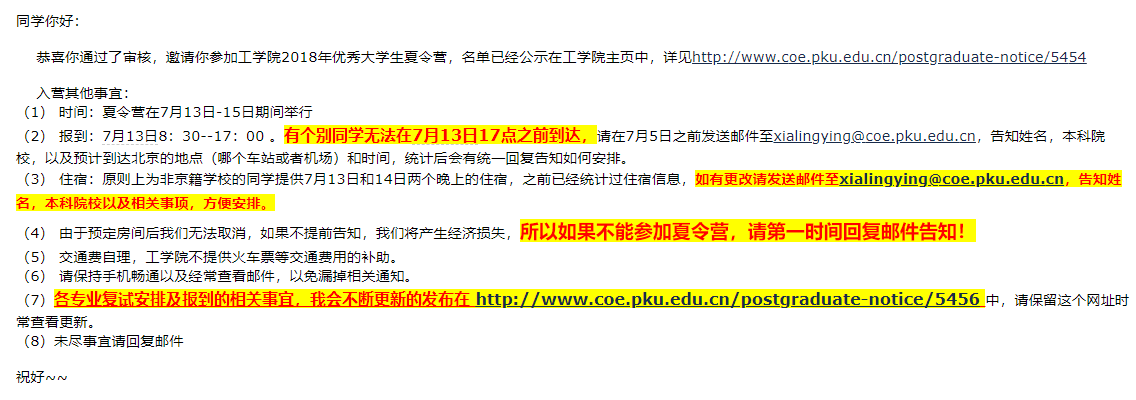 同学你好：
恭喜你通过了审核，邀请你参加工学院2018年优秀大学生夏令营，名单已经公示在工学院主页中，详见http://www.coe.pku.edu.cn/postgraduate-notice/5454
入营其他事宜：
（1） 时间：夏令营在7月13日-15日期间举行
（2） 报到：7月13日8：30--17：00 。有个别同学无法在7月13日17点之前到达，请在7月5日之前发送邮件至xialingying@coe.pku.edu.cn，告知姓名，本科院
校，以及预计到达北京的地点（哪个车站或者机场）和时间，统计后会有统一回复告知如何安排。
（3） 住宿：原则上为非京籍学校的同学提供7月13日和14日两个晚上的住宿，之前已经统计过住宿信息，如有更改请发送邮件至xialingying@coe.pku.edu.cn，告知姓
名，本科院校以及相关事项，方便安排。
（4） 由于预定房间后我们无法取消，如果不提前告知，我们将产生经济损失，所以如果不能参加夏令营，请第一时间回复邮件告知！
（5） 交通费自理，工学院不提供火车票等交通费用的补助。
（6） 请保持手机畅通以及经常查看邮件，以免漏掉相关通知。
（7）各专业复试安排及报到的相关事宜，我会不断更新的发布在 http://www.coe.pku.edu.cn/postgraduate-notice/5456 中，请保留这个网址时
常查看更新。
（8）未尽事宜请回复邮件
祝好~~